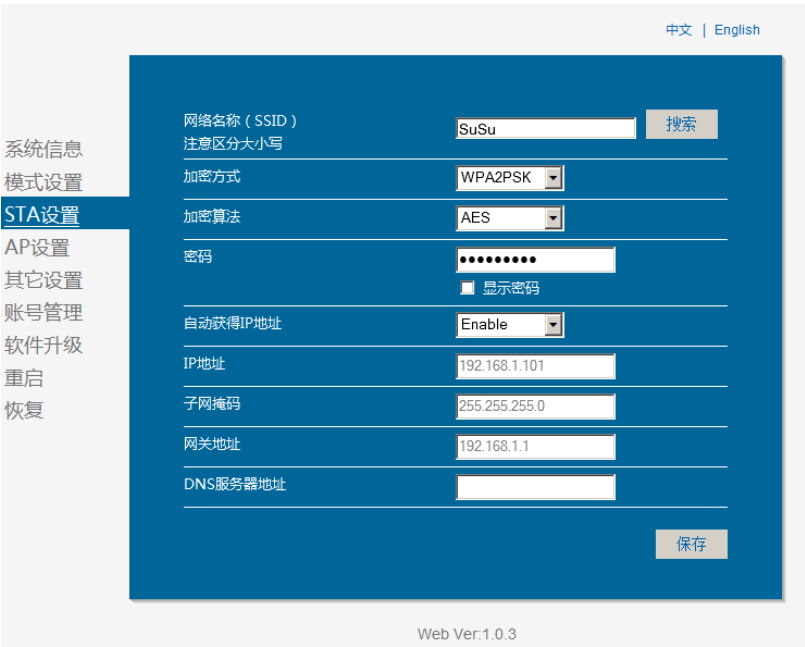 中文 | English
系统信息
模式设置
STA设置
AP设置
其它设置
账号管理
软件升级
重启
恢复
网络名称(SSID)
注意区分大小写
SuSu
搜索
加密方式
WPA2PSK
加密算法
AES
密码
•••••••••
显示密码
自动获得IP地址
Enable
IP地址
192.168.1.101
子网掩码
255.255.255.0
网关地址
192.168.1.1
DNS服务器地址
保存
Web Ver:1.0.3